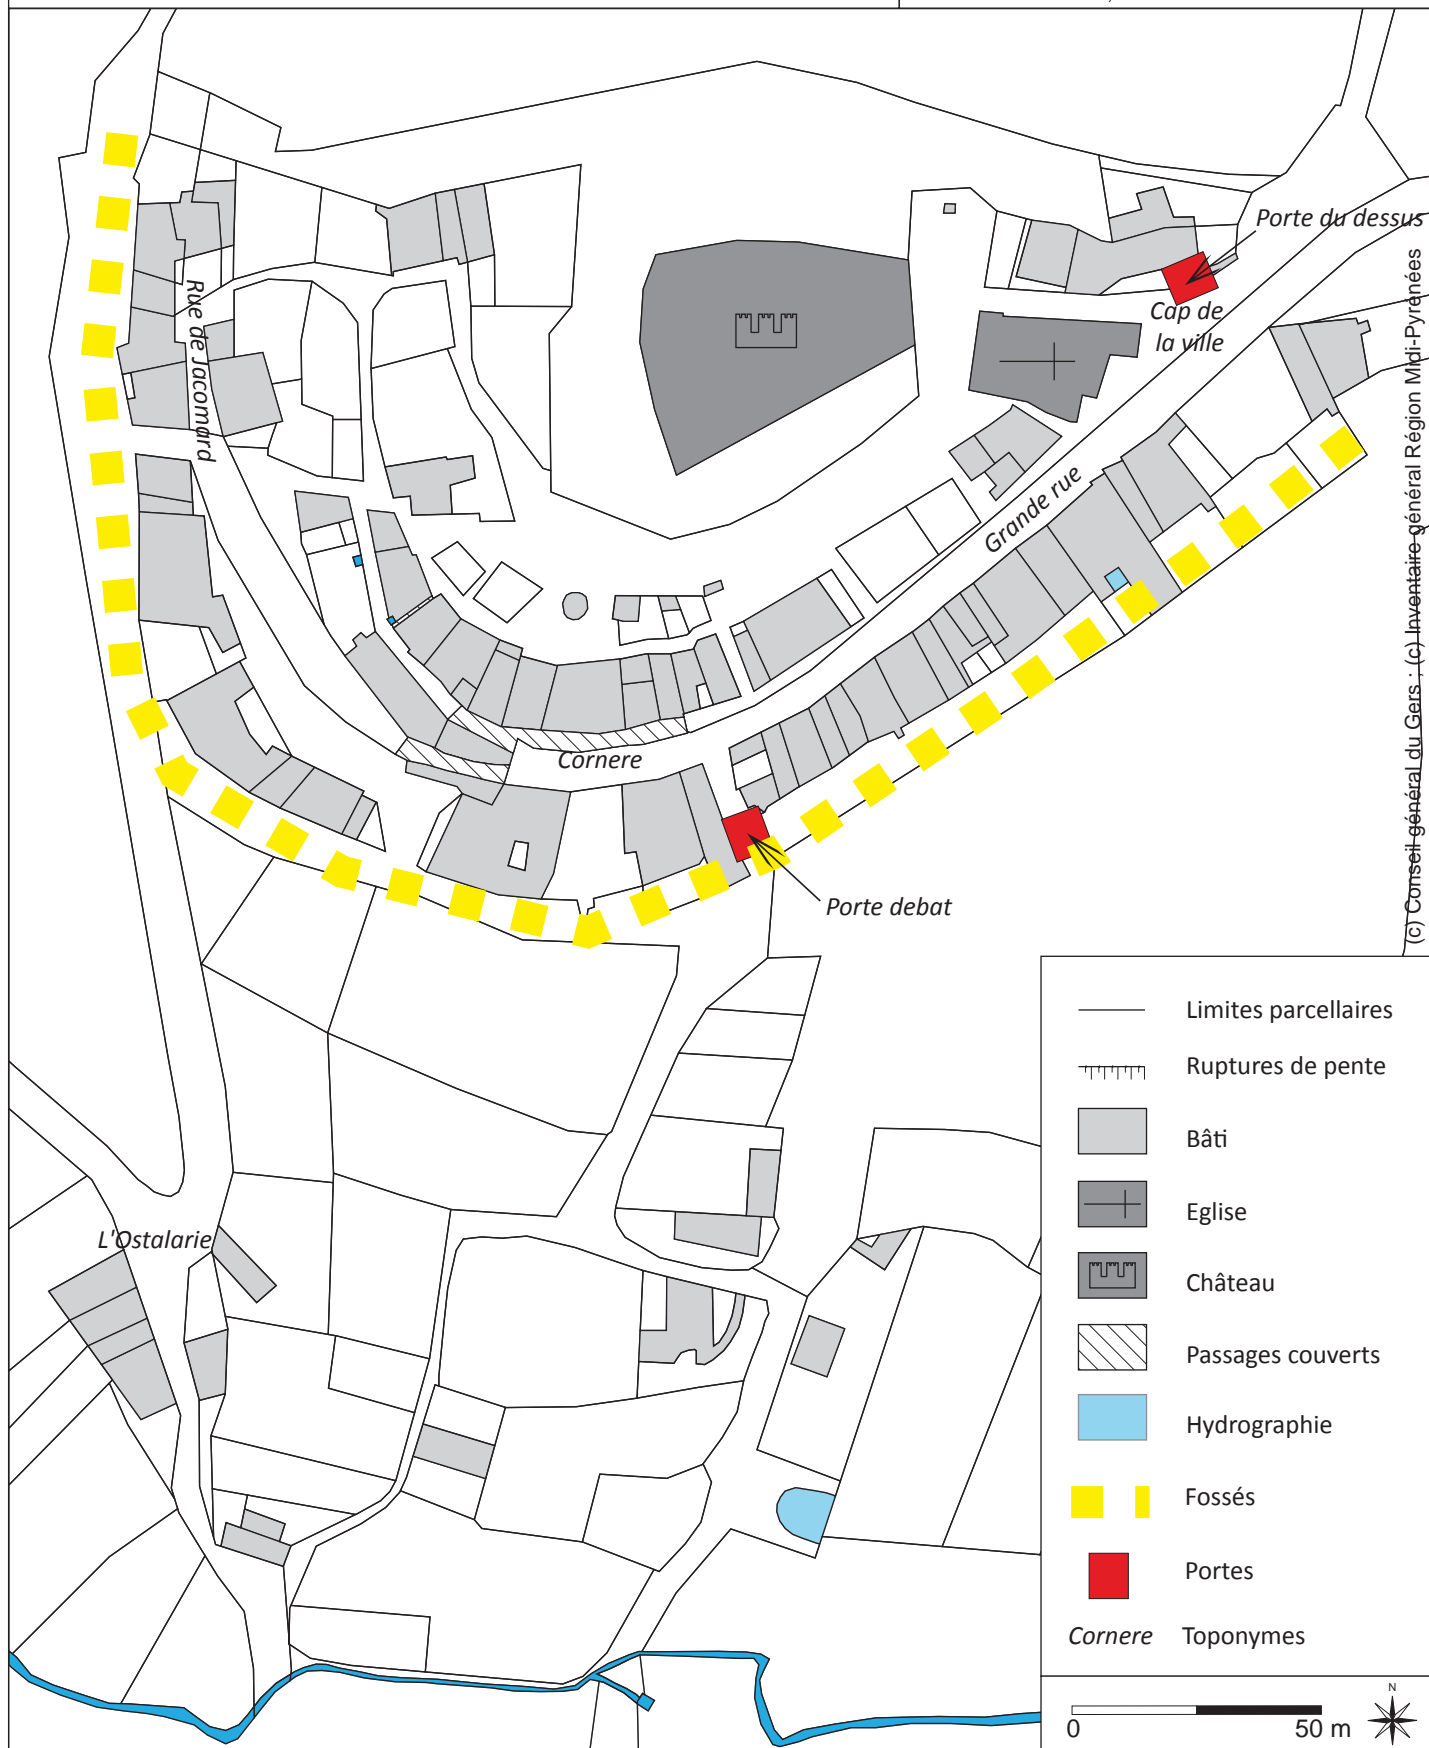 Porte du dessus
Cap de
la ville
Rue de Jacomard
Grande rue
Cornere
Porte debat
L'Ostalarie
(c) Conseil général du Gers ; (c) Inventaire général Région Midi-Pyrénées
Limites parcellaires
Ruptures de pente
Bâti
Eglise
Château
Passages couverts
Hydrographie
Fossés
Portes
Cornere Toponymes
N
0 50 m